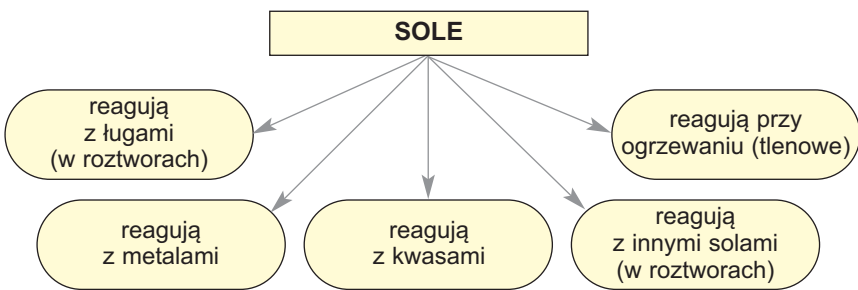 SOLE
reagują
z ługami
(w roztworach)
reagują przy
ogrzewaniu (tlenowe)
reagują
z metalami
reagują
z kwasami
reagują
z innymi solami
(w roztworach)